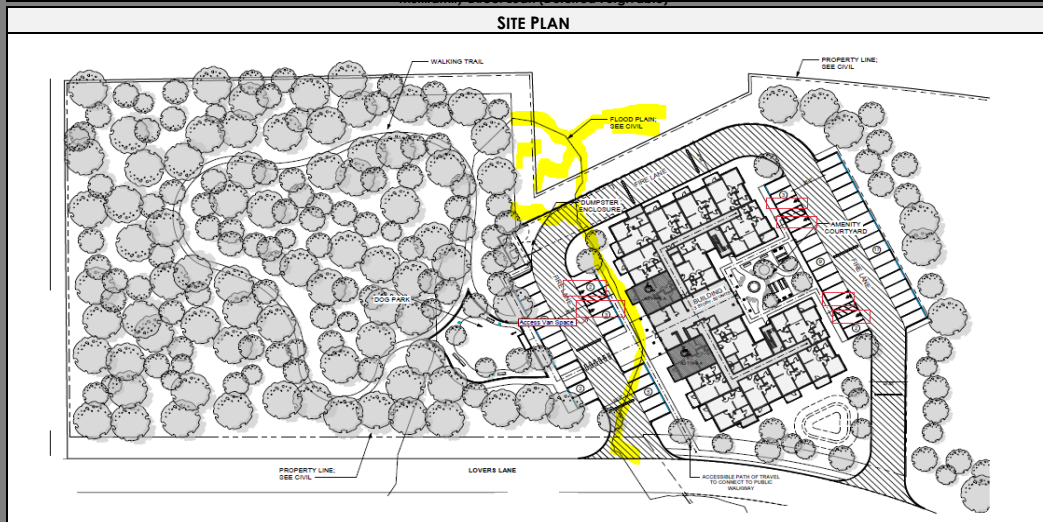 SITE PLAN
WALKING TRAIL
PROPERTY LINE;
SEE CIVIL
FLOOD PLAIN;
SEE CIVIL
FIRE LANE
DUMPSTER
ENCLOSURE
AMENITY
COURTYARD
FIRE LANE
BUILDING 1
DOG PARK
Access Van Space
PROPERTY LINE;
SEE CIVIL
LOVERS LANE
ACCESSIBLE PATH OF TRAVEL
TO CONNECT TO PUBLIC
WALKWAY